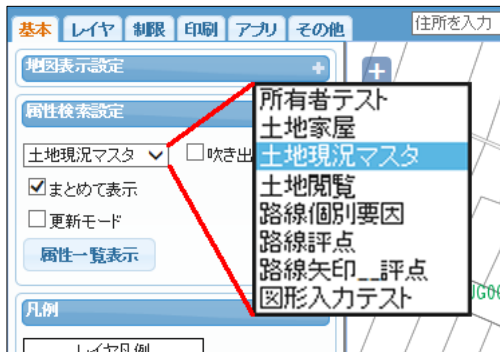 基本 レイヤ 制限 印刷 アプリ その他
住所を入力
地図表示設定 +
+
属性検索設定
土地現況マスタ
吹き出
まとめて表示
更新モード
属性一覧表示
所有者テスト
土地家屋
土地現況マスタ
土地閲覧
路線個別要因
路線評点
路線矢印__評点
図形入力テスト
凡例
レイヤ凡例